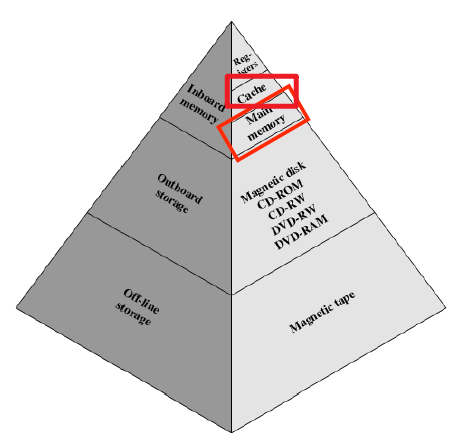 Reg-
isters
Cache
Main
memory
Inboard
memory
Outboard
storage
Magnetic disk
CD-ROM
CD-RW
DVD-RW
DVD-RAM
Off-line
storage
Magnetic tape